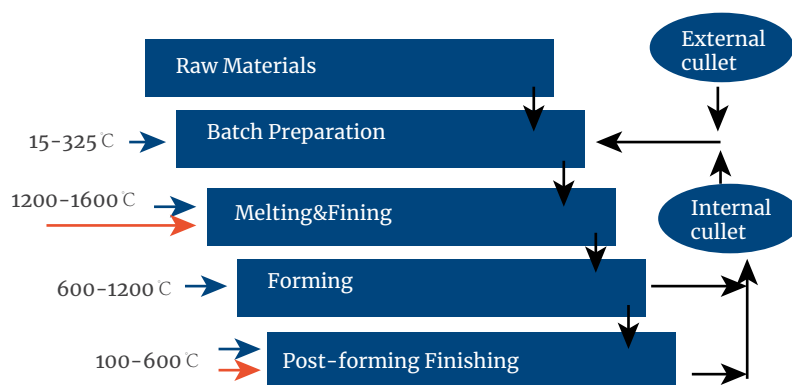 External
cullet
Raw Materials
Batch Preparation
15-325℃
1200-1600℃
Melting&Fining
Internal
cullet
Forming
600-1200℃
100-600℃
Post-forming Finishing